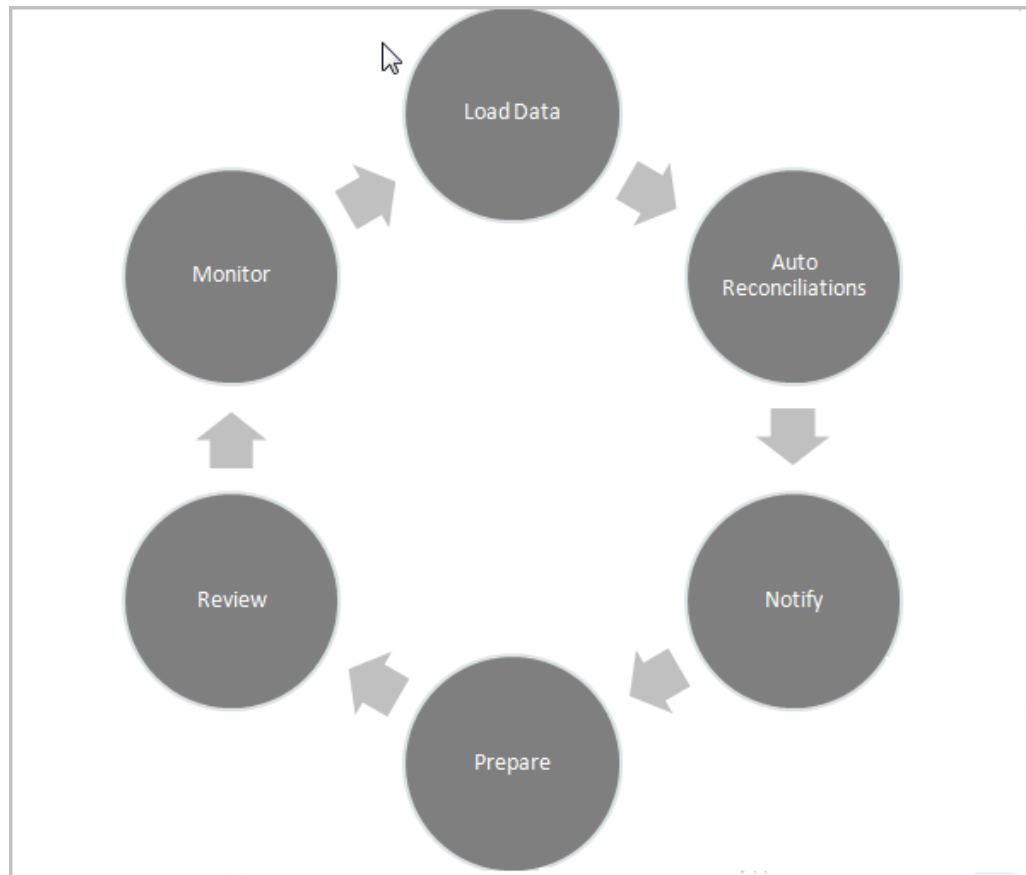 Load Data
Auto
Reconciliations
Notify
Prepare
Review
Monitor